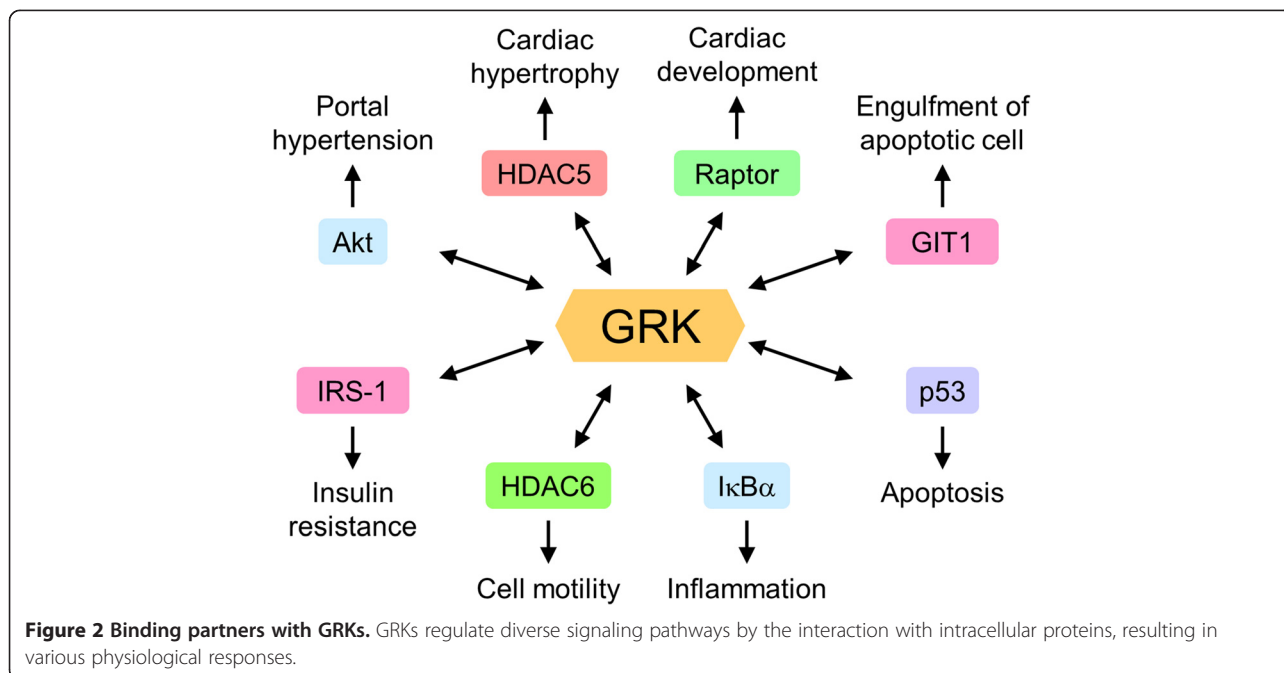 Cardiac
hypertrophy
Cardiac
development
Portal
hypertension
Engulfment of
apoptotic cell
HDAC5
Raptor
Akt
GIT1
GRK
IRS-1
p53
HDAC6
IκBα
Insulin
resistance
Apoptosis
Cell motility
Inflammation
Figure 2 Binding partners with GRKs. GRKs regulate diverse signaling pathways by the interaction with intracellular proteins, resulting in
various physiological responses.